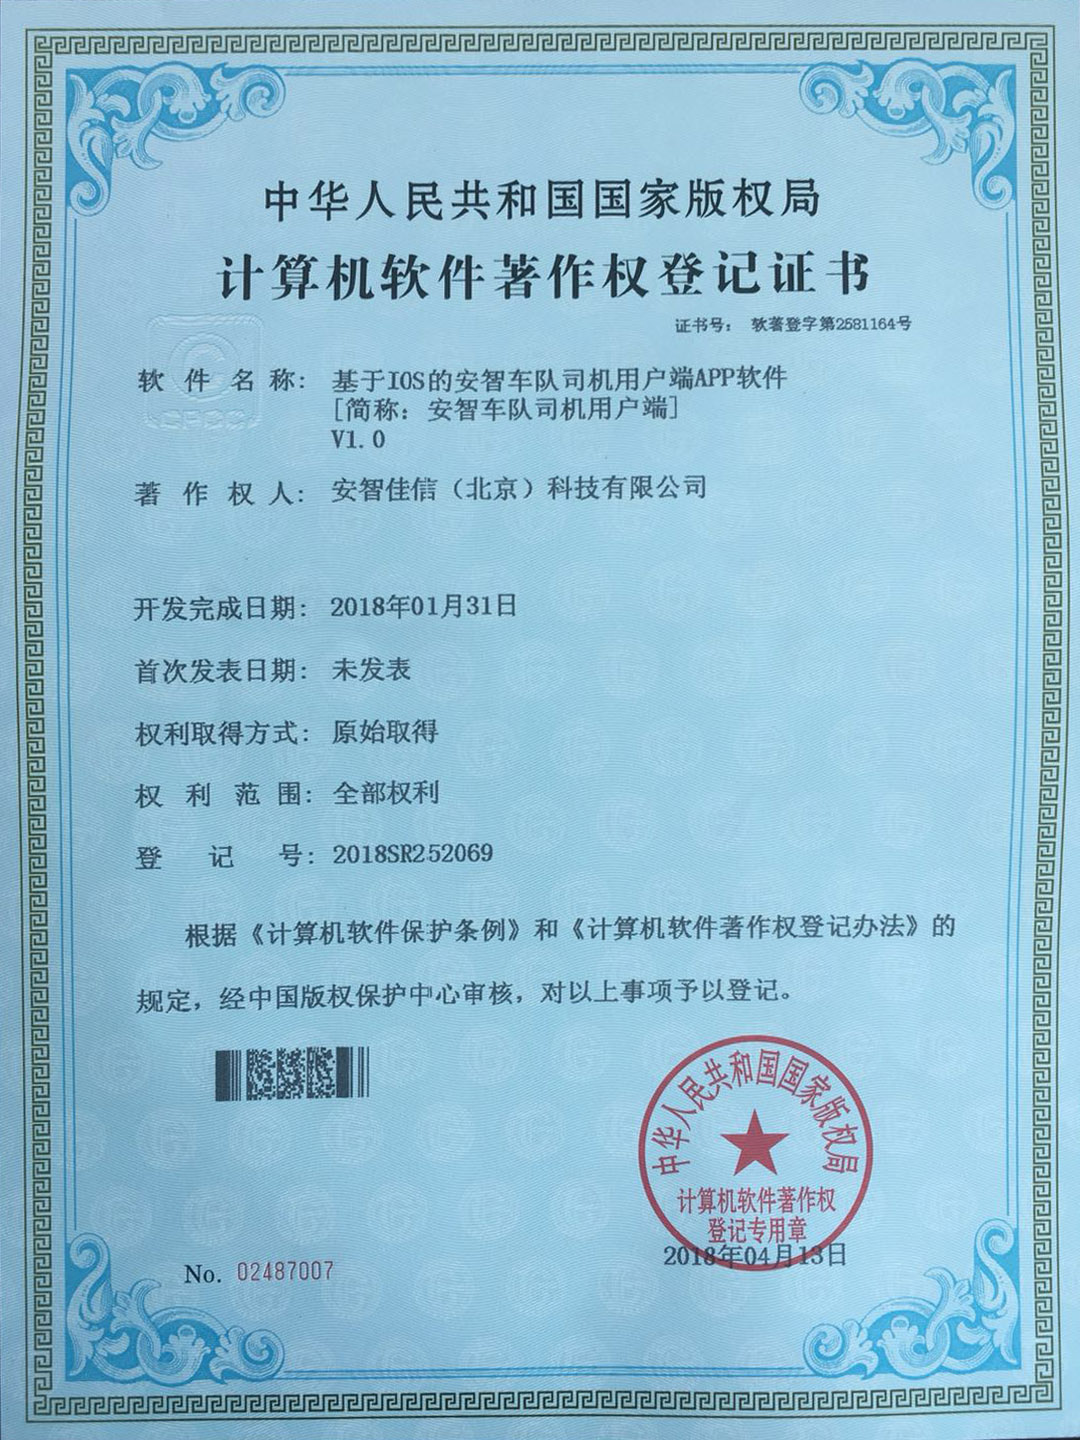 中华人民共和国国家版权局
计算机软件著作权登记证书
证书号： 软著登字第2581164号
软件名称： 基于IOS的安智车队司机用户端APP软件
[简称：安智车队司机用户端]
V1.0
著作权人： 安智佳信（北京）科技有限公司
开发完成日期： 2018年01月31日
首次发表日期： 未发表
权利取得方式： 原始取得
权利范围： 全部权利
登记号： 2018SR252069
根据《计算机软件保护条例》和《计算机软件著作权登记办法》的
规定，经中国版权保护中心审核，对以上事项予以登记。
中华人民共和国国家版权局
计算机软件著作权
登记专用章
2018年04月13日
No. 02487007